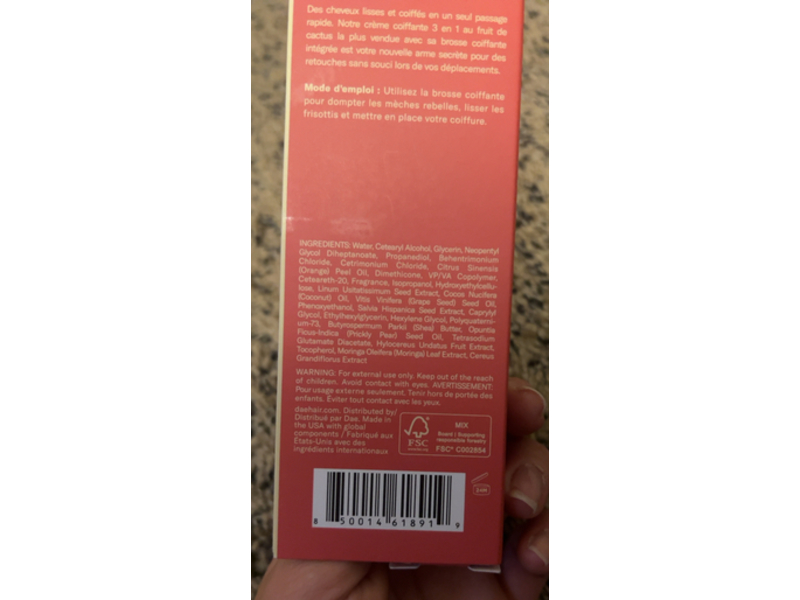 Des cheveux lisses et coiffés en un seul passage
rapide. Notre crème coiffante 3 en 1 au fruit de
cactus la plus vendue avec sa brosse coiffante
intégrée est votre nouvelle arme secrète pour des
retouches sans souci lors de vos déplacements.
Mode d'emploi : Utilisez la brosse coiffante
pour dompter les mèches rebelles, lisser les
frisottis et mettre en place votre coiffure.
INGREDIENTS: Water, Cetearyl Alcohol, Glycerin, Neopentyl
Glycol Diheptanoate, Propanediol, Behentrimonium
Chloride, Cetrimonium Chloride, Citrus Sinensis
(Orange) Peel Oil, Dimethicone, VP/VA Copolymer,
Ceteareth-20, Fragrance, Isopropanol, Hydroxyethylcellu-
lose, Linum Usitatissimum Seed Extract, Cocos Nucifera
(Coconut) Oil, Vitis Vinifera (Grape Seed) Seed Oil,
Phenoxyethanol, Salvia Hispanica Seed Extract, Caprylyl
Glycol, Ethylhexylglycerin, Hexylene Glycol, Polyquaterni-
um-73, Butyrospermum Parkii (Shea) Butter, Opuntia
Ficus-Indica (Prickly Pear) Seed Oil, Tetrasodium
Glutamate Diacetate, Hylocereus Undatus Fruit Extract,
Tocopherol, Moringa Oleifera (Moringa) Leaf Extract, Cereus
Grandiflorus Extract
WARNING: For external use only. Keep out of the reach
of children. Avoid contact with eyes. AVERTISSEMENT:
Pour usage externe seulement. Tenir hors de portée des
enfants. Éviter tout contact avec les yeux.
daehair.com. Distributed by/
Distribué par Dae. Made in
the USA with global
components / Fabriqué aux
États-Unis avec des
ingrédients internationaux
FSC
MIX
Board | Supporting
responsible forestry
FSC® C002854
8 50014 61891 9